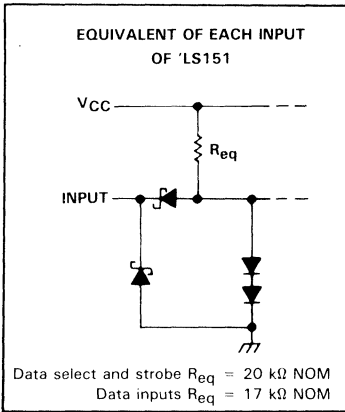 EQUIVALENT OF EACH INPUT
OF 'LS151
VCC
Req
INPUT
Data select and strobe Req = 20 kΩ NOM
Data inputs Req = 17 kΩ NOM